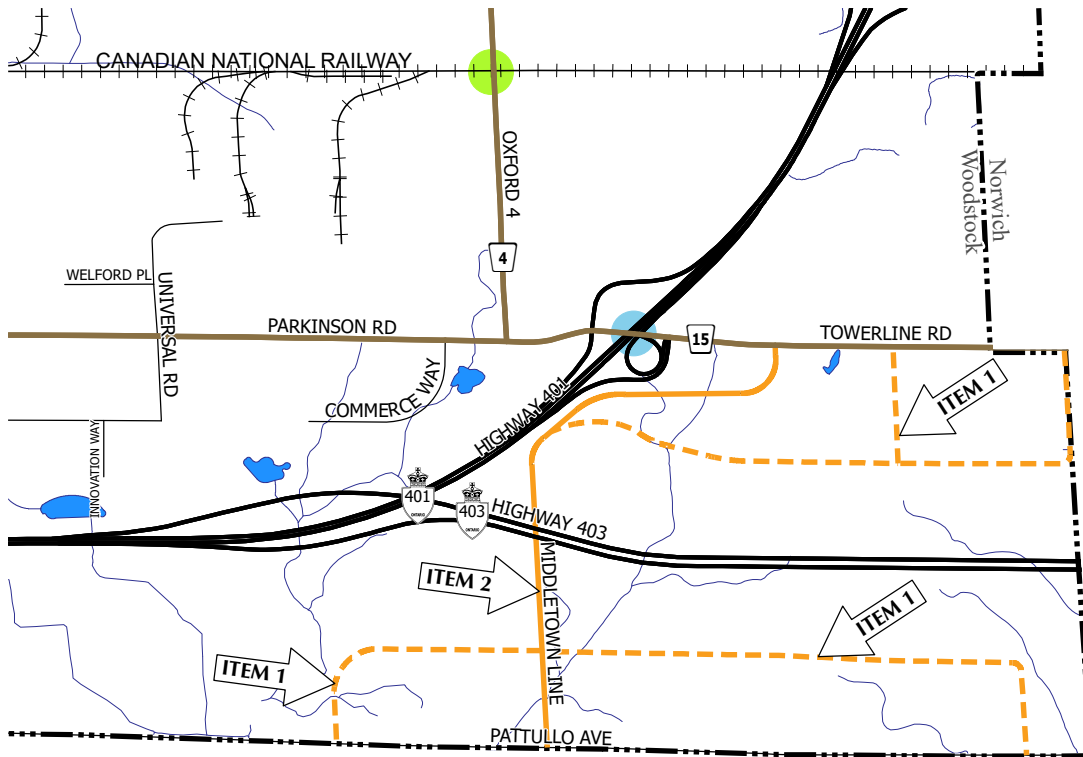 CANADIAN NATIONAL RAILWAY
OXFORD 4
Norwich
Woodstock
4
WELFORD PL
UNIVERSAL RD
PARKINSON RD
15
TOWERLINE RD
COMMERCE WAY
HIGHWAY 401
ITEM 1
INNOVATION WAY
401
ONTARIO
403
ONTARIO
HIGHWAY 403
ITEM 2
MIDDLETOWN LINE
ITEM 1
ITEM 1
PATTULLO AVE